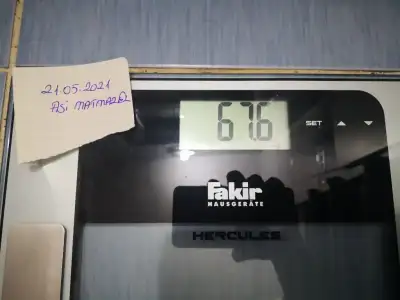 21.05.2021
Asi MATMAZEL
67.6
SET
Fakir
HAUSGERÄTE
HERCULES